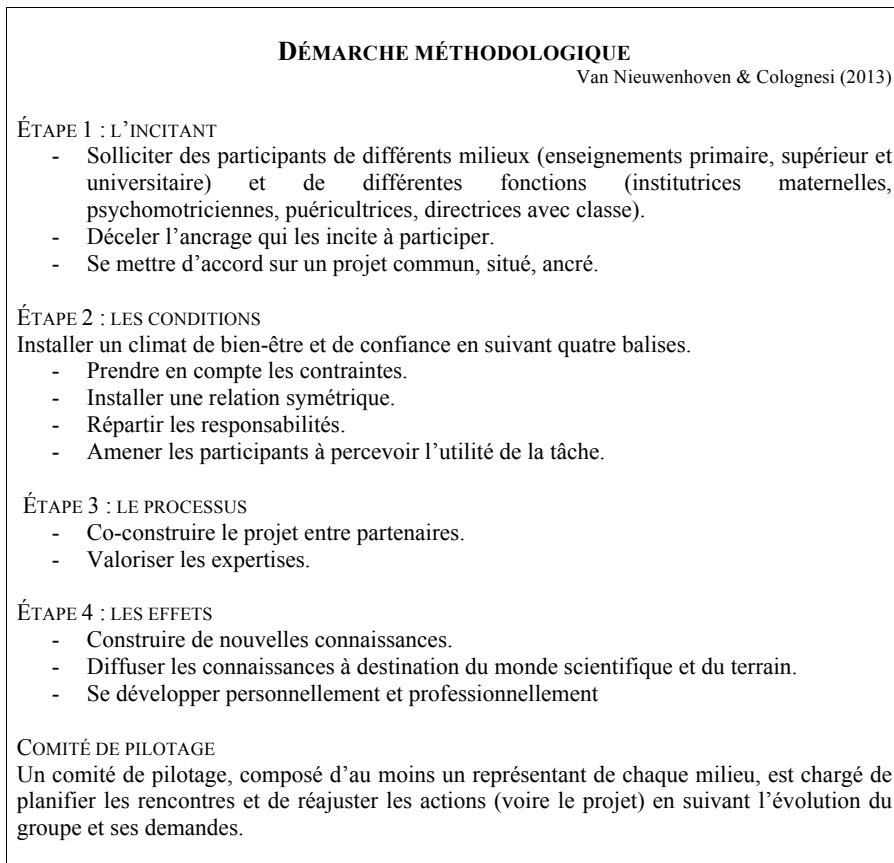 DÉMARCHE MÉTHODOLOGIQUE
Van Nieuwenhoven & Colognesi (2013)
ÉTAPE 1 : L’INCITANT
- Solliciter des participants de différents milieux (enseignements primaire, supérieur et
universitaire) et de différentes fonctions (institutrices maternelles,
psychomotriciennes, puéricultrices, directrices avec classe).
- Déceler l’ancrage qui les incite à participer.
- Se mettre d’accord sur un projet commun, situé, ancré.
ÉTAPE 2 : LES CONDITIONS
Installer un climat de bien-être et de confiance en suivant quatre balises.
- Prendre en compte les contraintes.
- Installer une relation symétrique.
- Répartir les responsabilités.
- Amener les participants à percevoir l’utilité de la tâche.
ÉTAPE 3 : LE PROCESSUS
- Co-construire le projet entre partenaires.
- Valoriser les expertises.
ÉTAPE 4 : LES EFFETS
- Construire de nouvelles connaissances.
- Diffuser les connaissances à destination du monde scientifique et du terrain.
- Se développer personnellement et professionnellement
COMITÉ DE PILOTAGE
Un comité de pilotage, composé d’au moins un représentant de chaque milieu, est chargé de
planifier les rencontres et de réajuster les actions (voire le projet) en suivant l’évolution du
groupe et ses demandes.